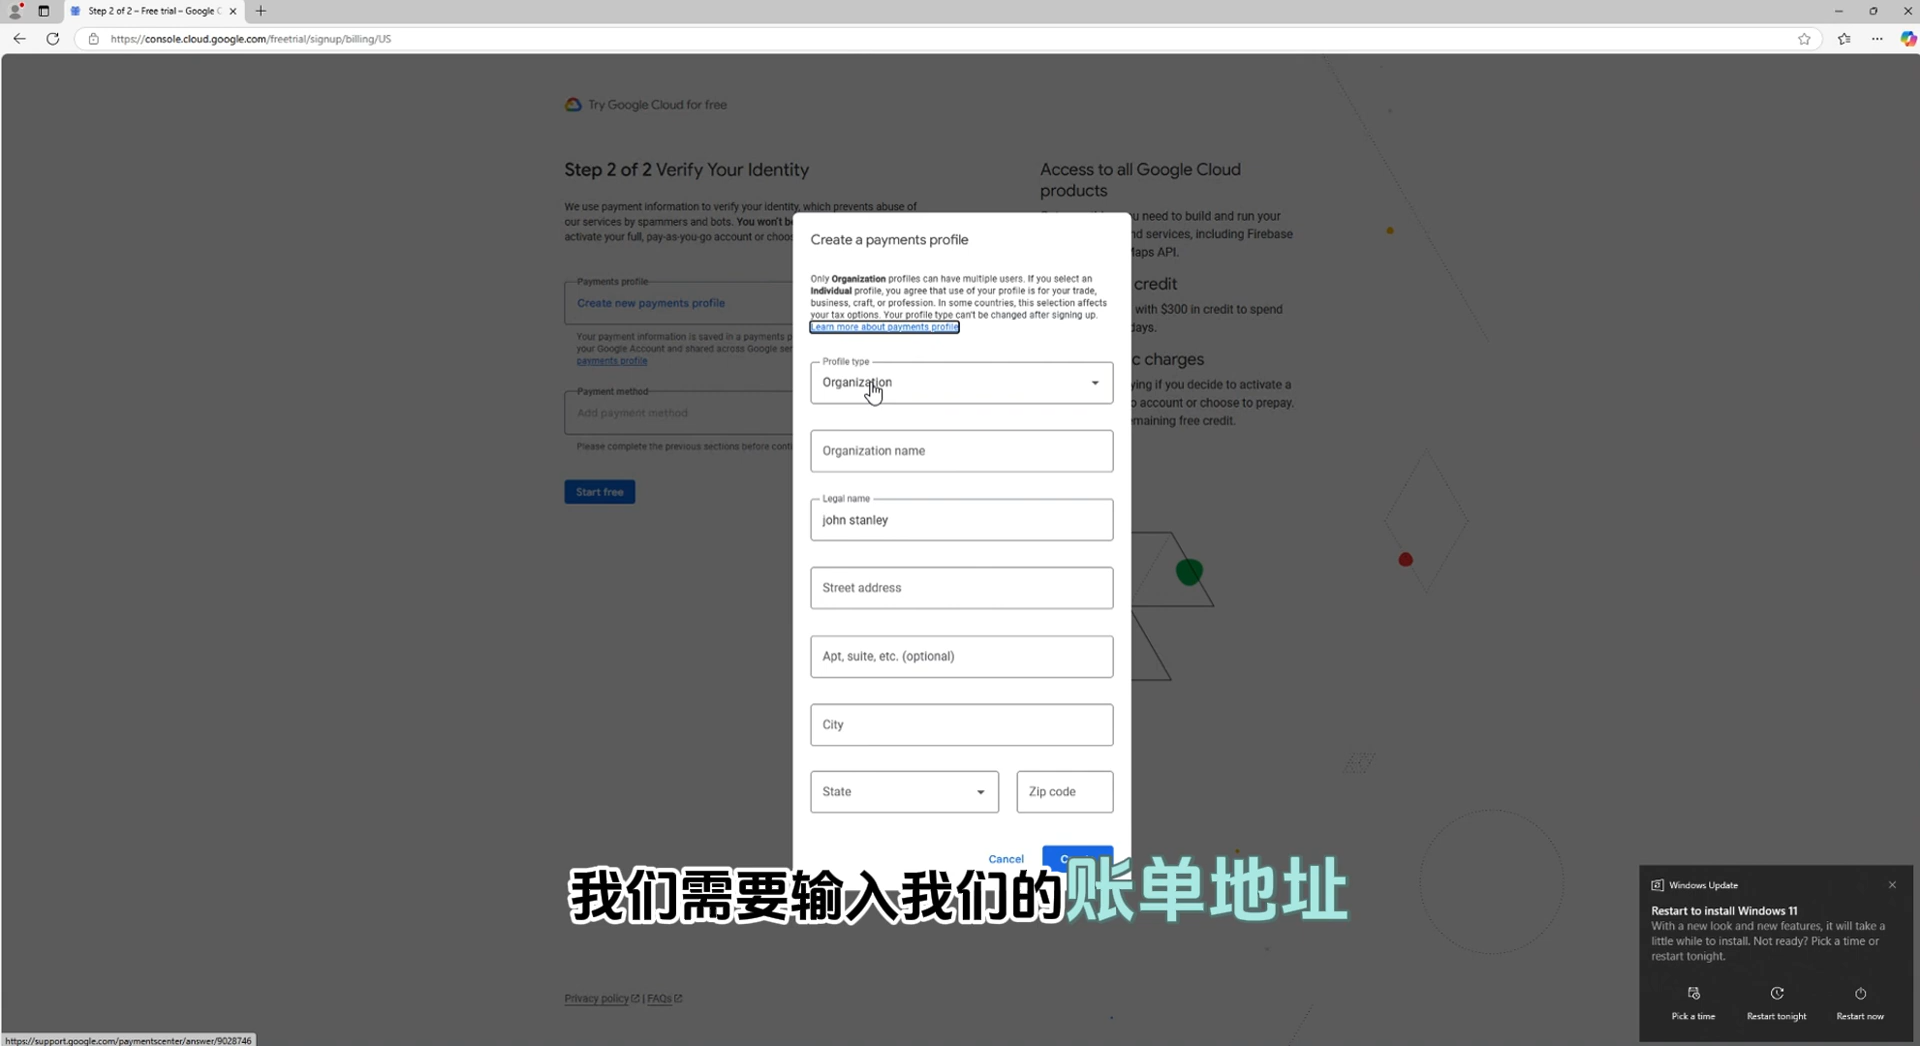 Step 2 of 2 – Free trial – Google C
https://console.cloud.google.com/freetrial/signup/billing/US
Try Google Cloud for free
Step 2 of 2 Verify Your Identity
We use payment information to verify your identity, which prevents abuse of
our services by spammers and bots. You won't b
activate your full, pay-as-you-go account or choos
Payments profile
Create new payments profile
Your payment information is saved in a payments p
your Google Account and shared across Google ser
payments profile
Payment method
Add payment method
Please complete the previous sections before conti
Start free
Access to all Google Cloud
products
u need to build and run your
nd services, including Firebase
Maps API.
credit
with $300 in credit to spend
days.
c charges
ying if you decide to activate a
o account or choose to prepay.
emaining free credit.
Create a payments profile
Only Organization profiles can have multiple users. If you select an
Individual profile, you agree that use of your profile is for your trade,
business, craft, or profession. In some countries, this selection affects
your tax options. Your profile type can't be changed after signing up.
Learn more about payments profile
Profile type
Organization
Organization name
Legal name
john stanley
Street address
Apt, suite, etc. (optional)
City
State
Zip code
Cancel
我们需要输入我们的账单地址
Privacy policy | FAQs
Windows Update
Restart to install Windows 11
With a new look and new features, it will take a
little while to install. Not ready? Pick a time or
restart tonight.
Pick a time
Restart tonight
Restart now
https://support.google.com/paymentscenter/answer/9028746